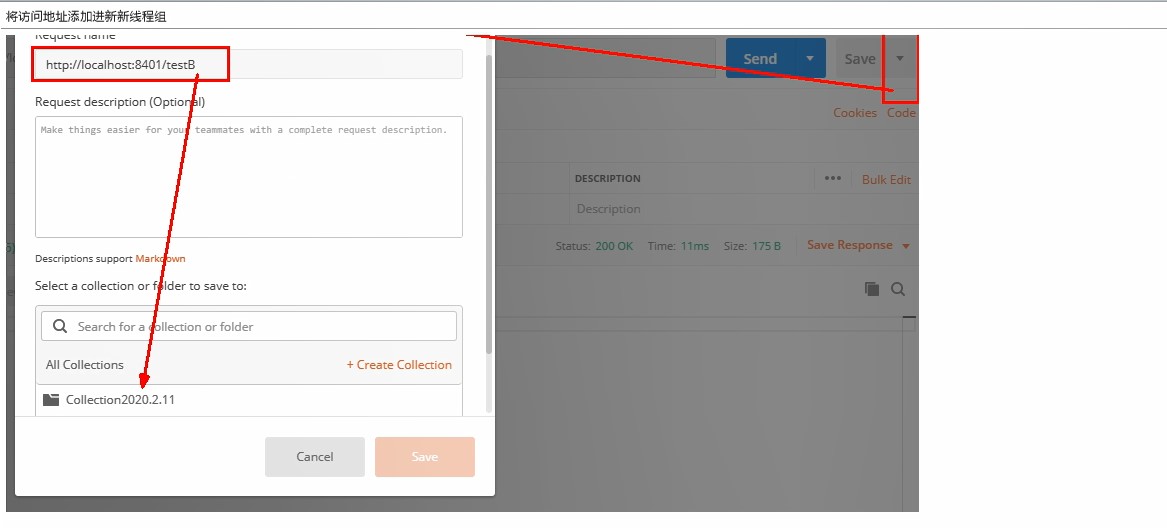 将访问地址添加进新新线程组
Request name
http://localhost:8401/testB
Send
Save
Request description (Optional)
Cookies Code
Make things easier for your teammates with a complete request description.
DESCRIPTION
••• Bulk Edit
Description
Status: 200 OK Time: 11ms Size: 175 B Save Response
Descriptions support Markdown
Select a collection or folder to save to:
Search for a collection or folder
All Collections
+ Create Collection
Collection2020.2.11
Cancel
Save